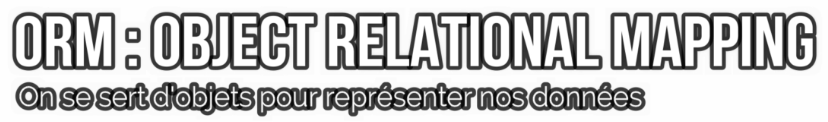 ORM : OBJECT RELATIONAL MAPPING
On se sert d'objets pour représenter nos données